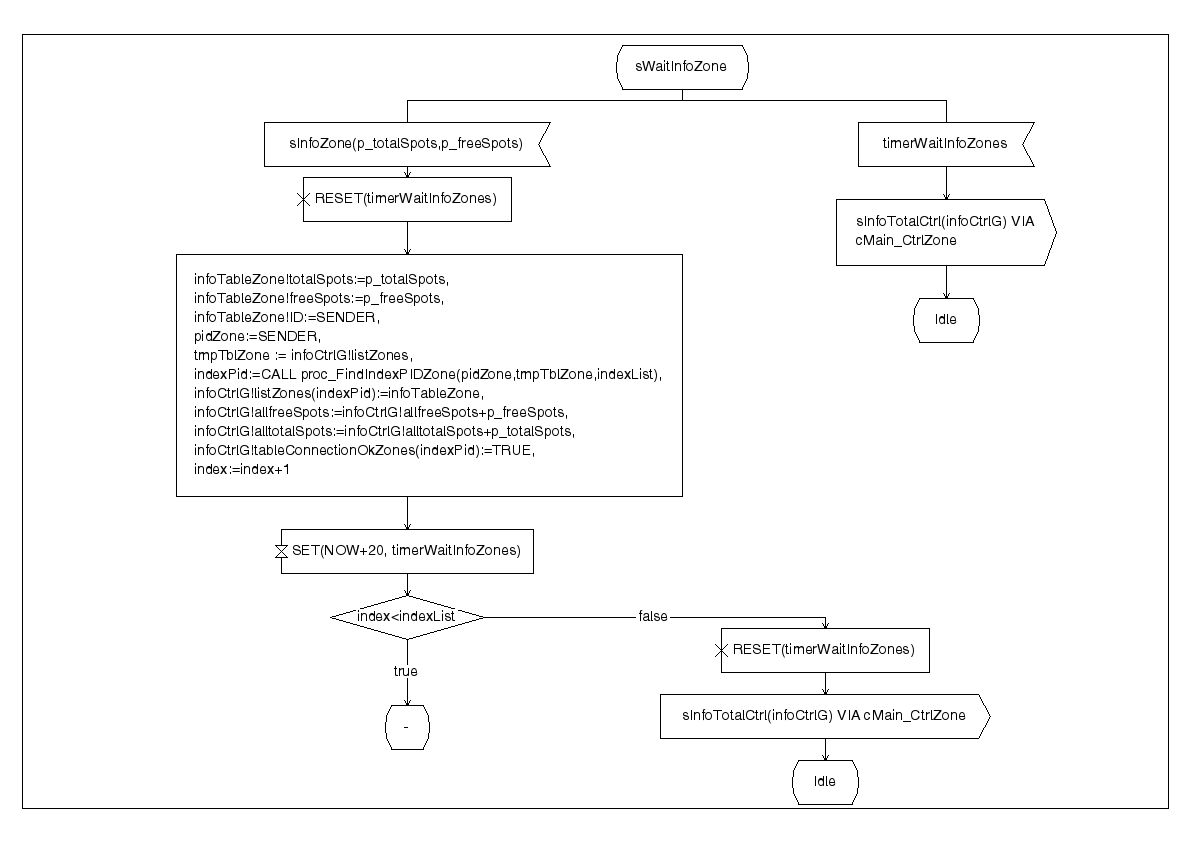 sWaitInfoZone
sInfoZone(p_totalSpots,p_freeSpots)
timerWaitInfoZones
RESET(timerWaitInfoZones)
sInfoTotalCtrl(infoCtrlG) VIA
cMain_CtrlZone
Idle
infoTableZone!totalSpots:=p_totalSpots,
infoTableZone!freeSpots:=p_freeSpots,
infoTableZone!ID:=SENDER,
pidZone:=SENDER,
tmpTblZone := infoCtrlG!listZones,
indexPid:=CALL proc_FindIndexPIDZone(pidZone,tmpTblZone,indexList),
infoCtrlG!listZones(indexPid):=infoTableZone,
infoCtrlG!allfreeSpots:=infoCtrlG!allfreeSpots+p_freeSpots,
infoCtrlG!alltotalSpots:=infoCtrlG!alltotalSpots+p_totalSpots,
infoCtrlG!tableConnectionOkZones(indexPid):=TRUE,
index:=index+1
SET(NOW+20, timerWaitInfoZones)
index<indexList
false
RESET(timerWaitInfoZones)
true
sInfoTotalCtrl(infoCtrlG) VIA cMain_CtrlZone
-
Idle